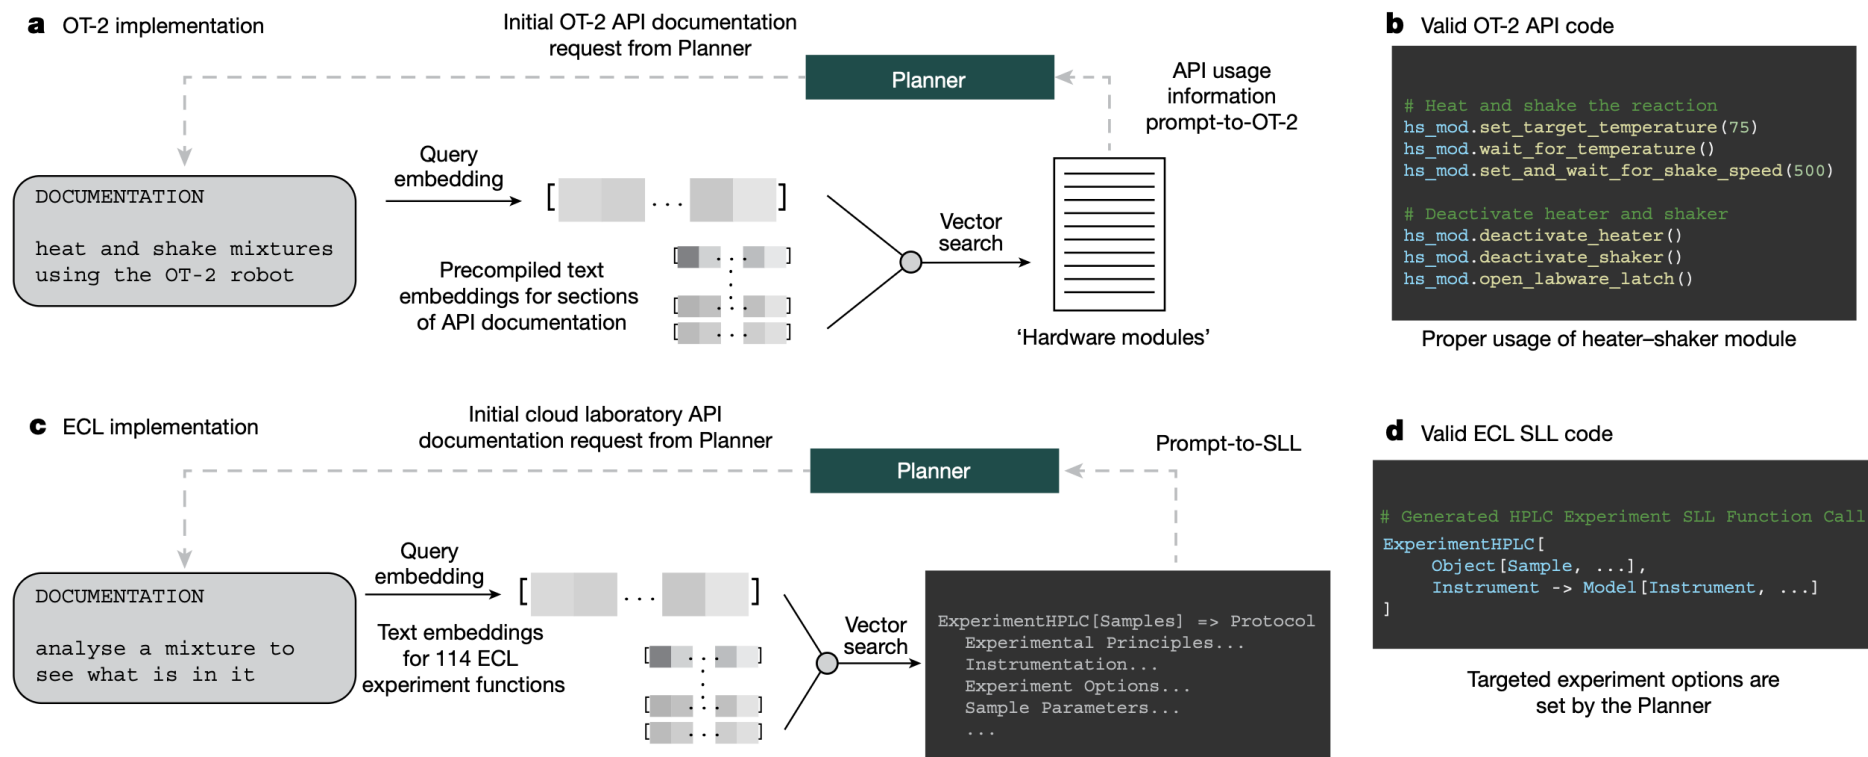 a OT-2 implementation
Initial OT-2 API documentation
request from Planner
Planner
API usage
information
prompt-to-OT-2
DOCUMENTATION
heat and shake mixtures
using the OT-2 robot
Query
embedding
[ ... ]
Precompiled text
embeddings for sections
of API documentation
Vector
search
'Hardware modules'
b Valid OT-2 API code
# Heat and shake the reaction
hs_mod.set_target_temperature(75)
hs_mod.wait_for_temperature()
hs_mod.set_and_wait_for_shake_speed(500)
# Deactivate heater and shaker
hs_mod.deactivate_heater()
hs_mod.deactivate_shaker()
hs_mod.open_labware_latch()
Proper usage of heater–shaker module
c ECL implementation
Initial cloud laboratory API
documentation request from Planner
Planner
Prompt-to-SLL
DOCUMENTATION
analyse a mixture to
see what is in it
Query
embedding
[ ... ]
Text embeddings
for 114 ECL
experiment functions
Vector
search
ExperimentHPLC[Samples] => Protocol
Experimental Principles...
Instrumentation...
Experiment Options...
Sample Parameters...
...
d Valid ECL SLL code
# Generated HPLC Experiment SLL Function Call
ExperimentHPLC[
Object[Sample, ...],
Instrument -> Model[Instrument, ...]
]
Targeted experiment options are
set by the Planner